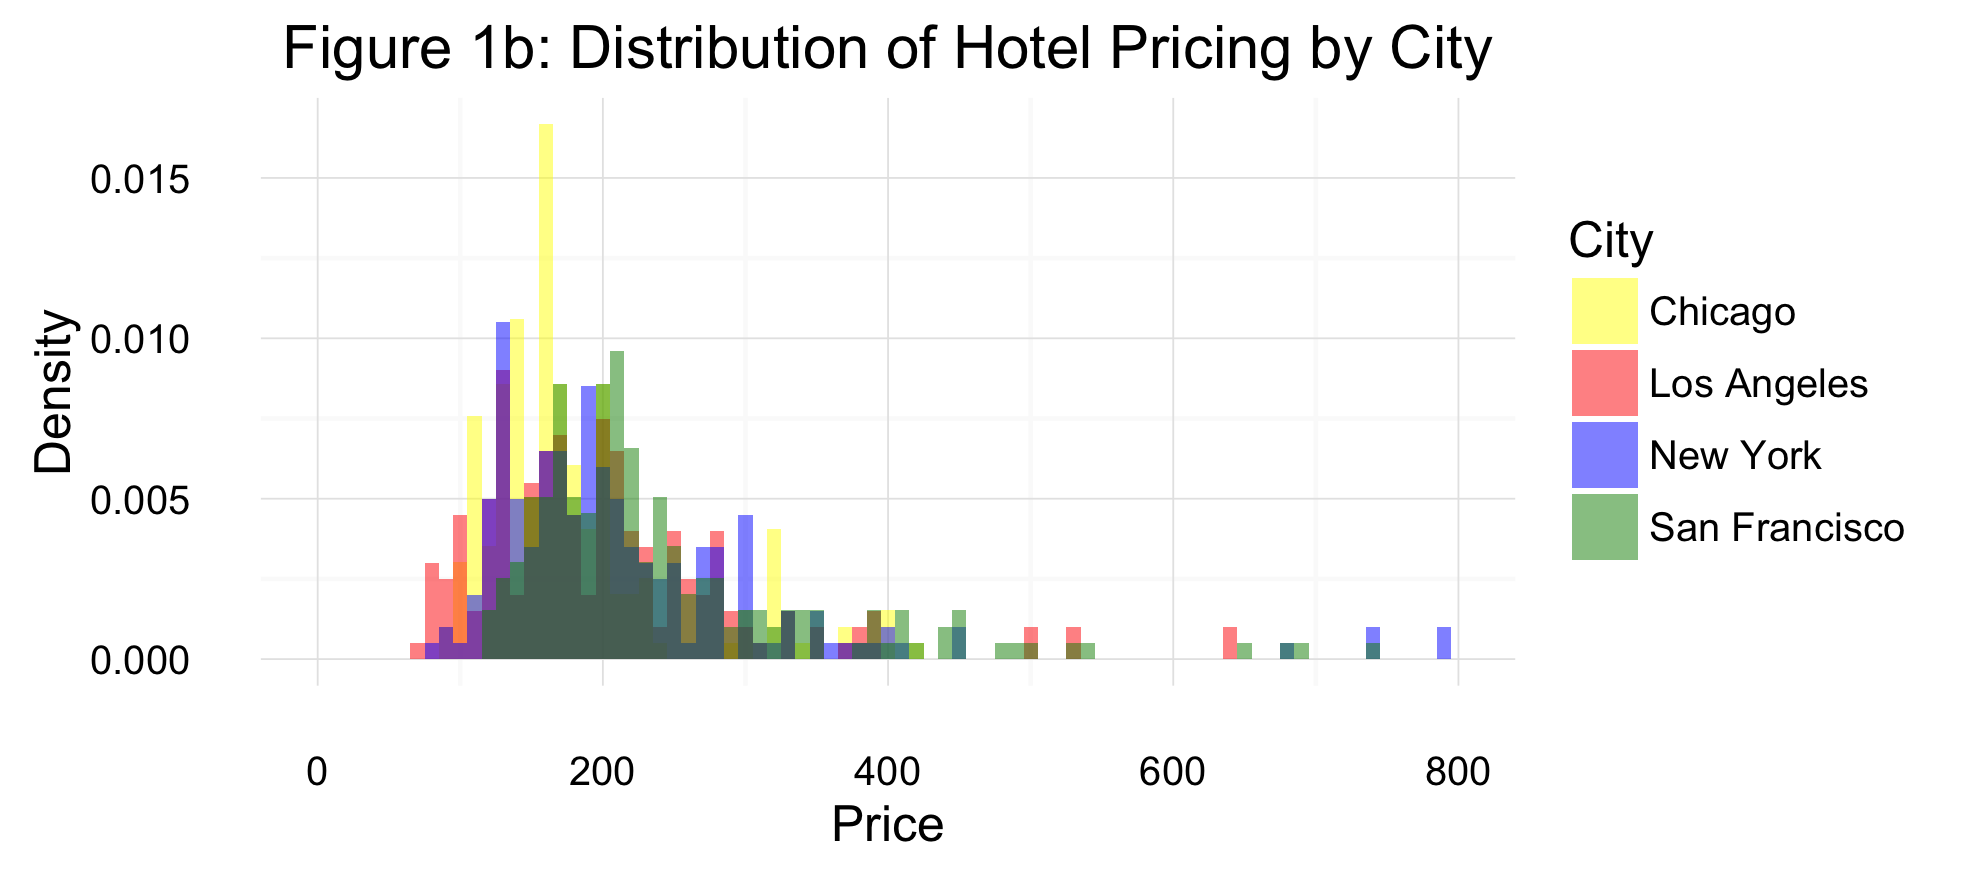 Figure 1b: Distribution of Hotel Pricing by City
Density
0.015
0.010
0.005
0.000
0 200 400 600 800
Price
City
Chicago
Los Angeles
New York
San Francisco